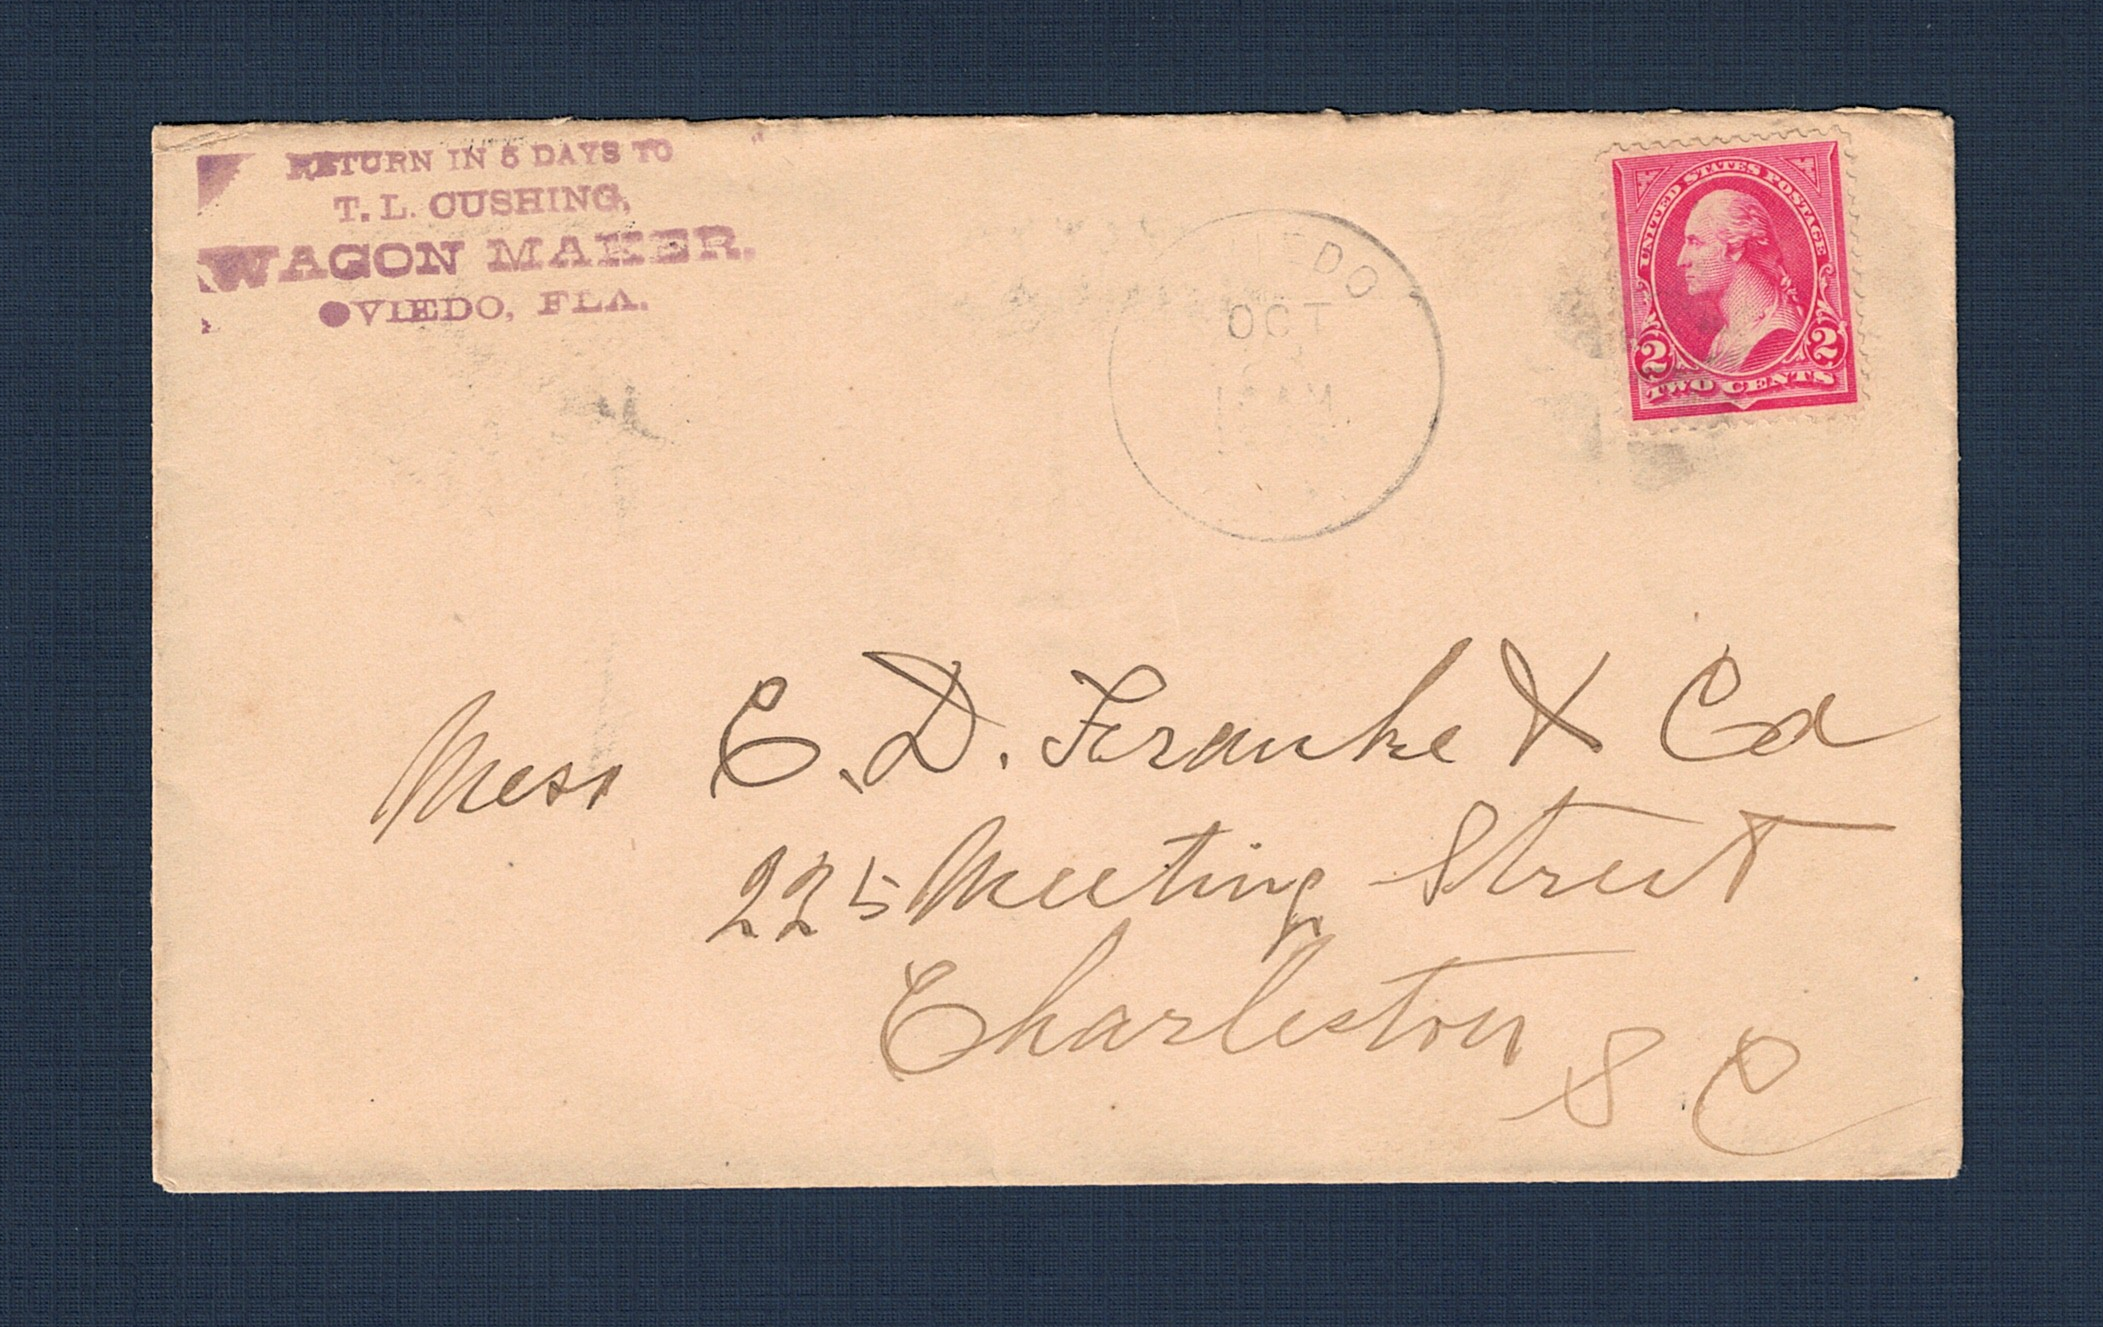 RETURN IN 5 DAYS TO
T. L. CUSHING,
WAGON MAKER.
OVIEDO, FLA.
OCT
UNITED STATES POSTAGE
2 2
TWO CENTS
Mess C. D. Franke & Co
225 Meeting Street
Charleston
S. C